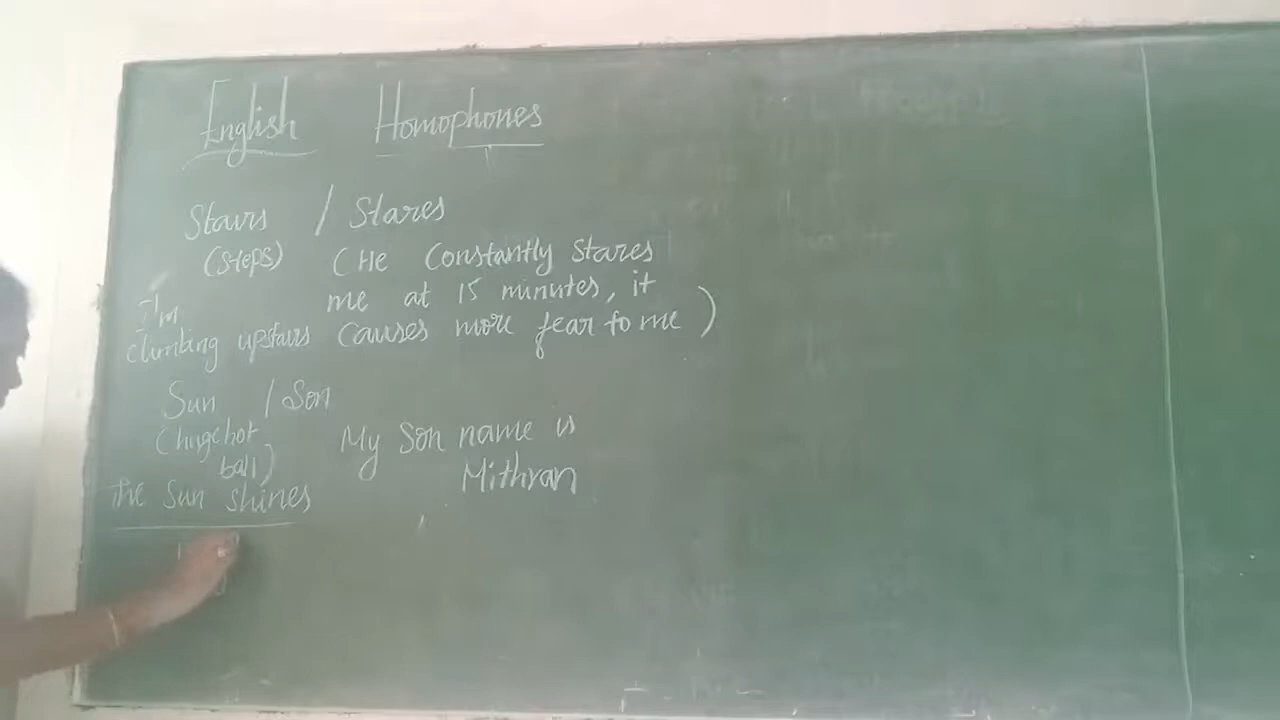 English Homophones
Stairs / Stares
(steps) (He Constantly stares
me at 15 minutes, it
I'm
climbing upstairs causes more fear to me)
Sun / Son
(huge hot
ball)
My Son name is
Mithran
The Sun shines